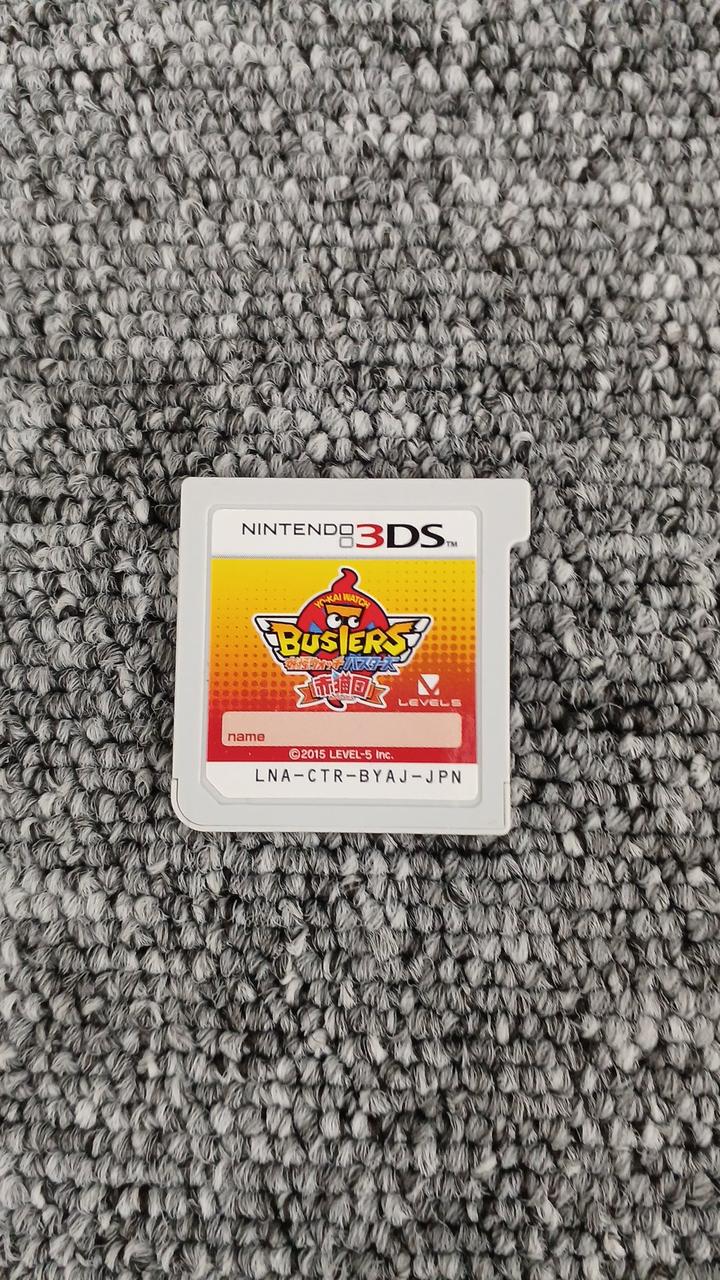 NINTENDO 3DS™
YO-KAI WATCH
BUSTERS
妖怪ウォッチバスターズ
赤猫団
LEVEL5
name
©2015 LEVEL-5 Inc.
LNA-CTR-BYAJ-JPN